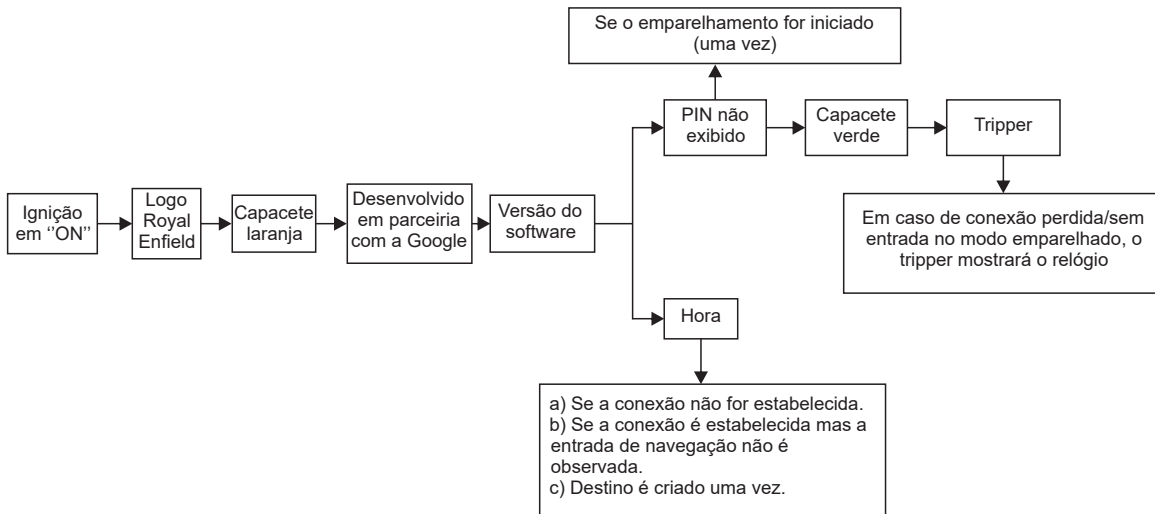 Se o emparelhamento for iniciado
(uma vez)
PIN não
exibido
Capacete
verde
Tripper
Ignição
em ‘’ON’’
Logo
Royal
Enfield
Capacete
laranja
Desenvolvido
em parceiria
com a Google
Versão do
software
Em caso de conexão perdida/sem
entrada no modo emparelhado, o
tripper mostrará o relógio
Hora
a) Se a conexão não for estabelecida.
b) Se a conexão é estabelecida mas a
entrada de navegação não é
observada.
c) Destino é criado uma vez.